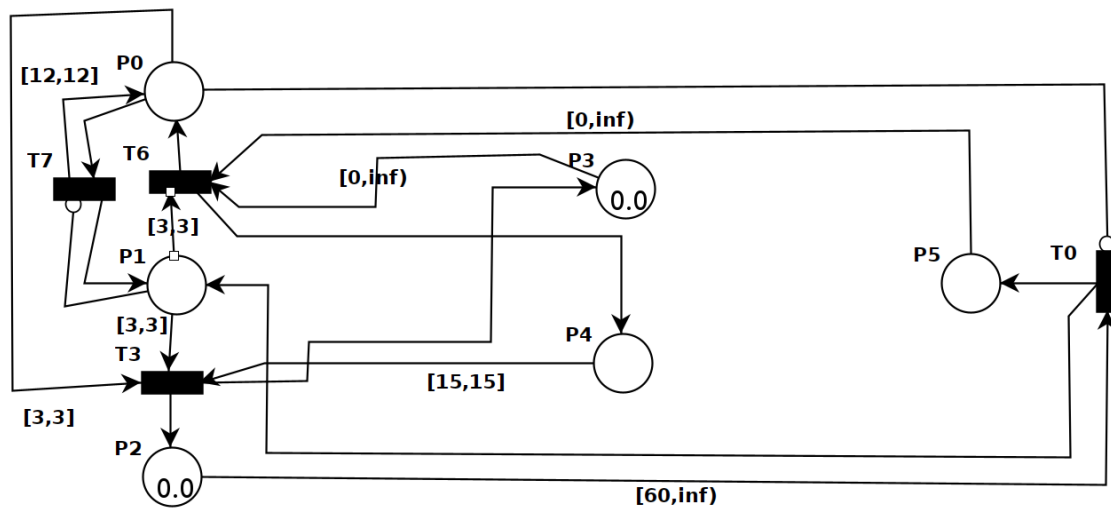 P0
[12,12]
[0,inf)
T6
T7
P3
[0,inf)
0.0
[3,3]
P1
P5
T0
[3,3]
P4
T3
[15,15]
[3,3]
P2
0.0
[60,inf)